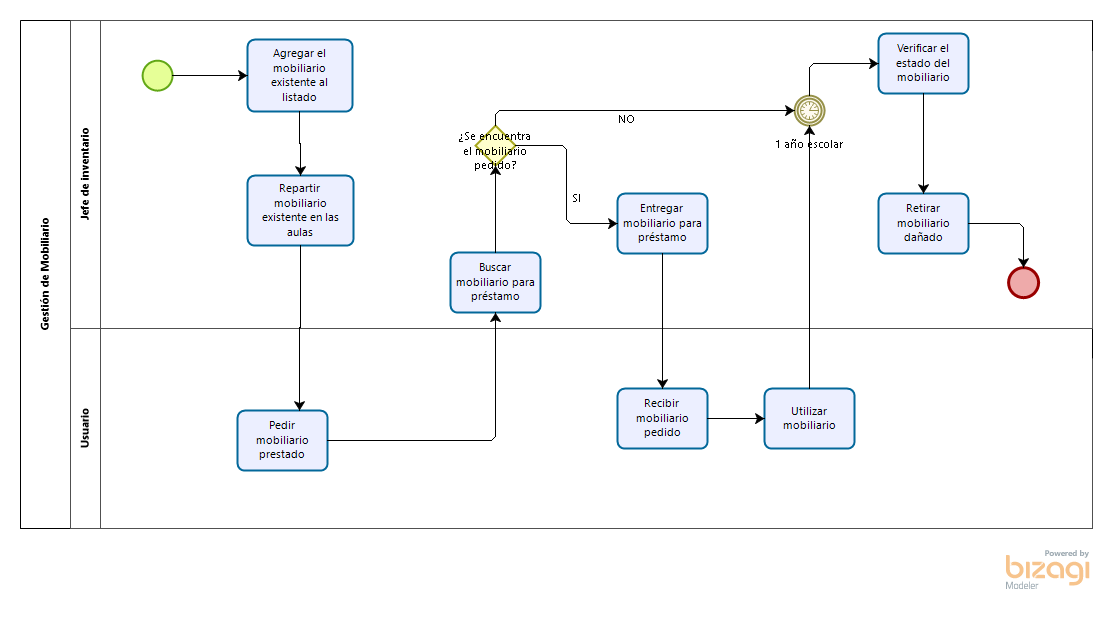 Gestión de Mobiliario
Jefe de inventario
Agregar el
mobiliario
existente al
listado
Repartir
mobiliario
existente en las
aulas
¿Se encuentra
el mobiliario
pedido?
NO
SI
Buscar
mobiliario para
préstamo
Entregar
mobiliario para
préstamo
1 año escolar
Verificar el
estado del
mobiliario
Retirar
mobiliario
dañado
Usuario
Pedir
mobiliario
prestado
Recibir
mobiliario
pedido
Utilizar
mobiliario
Powered by
bizagi
Modeler